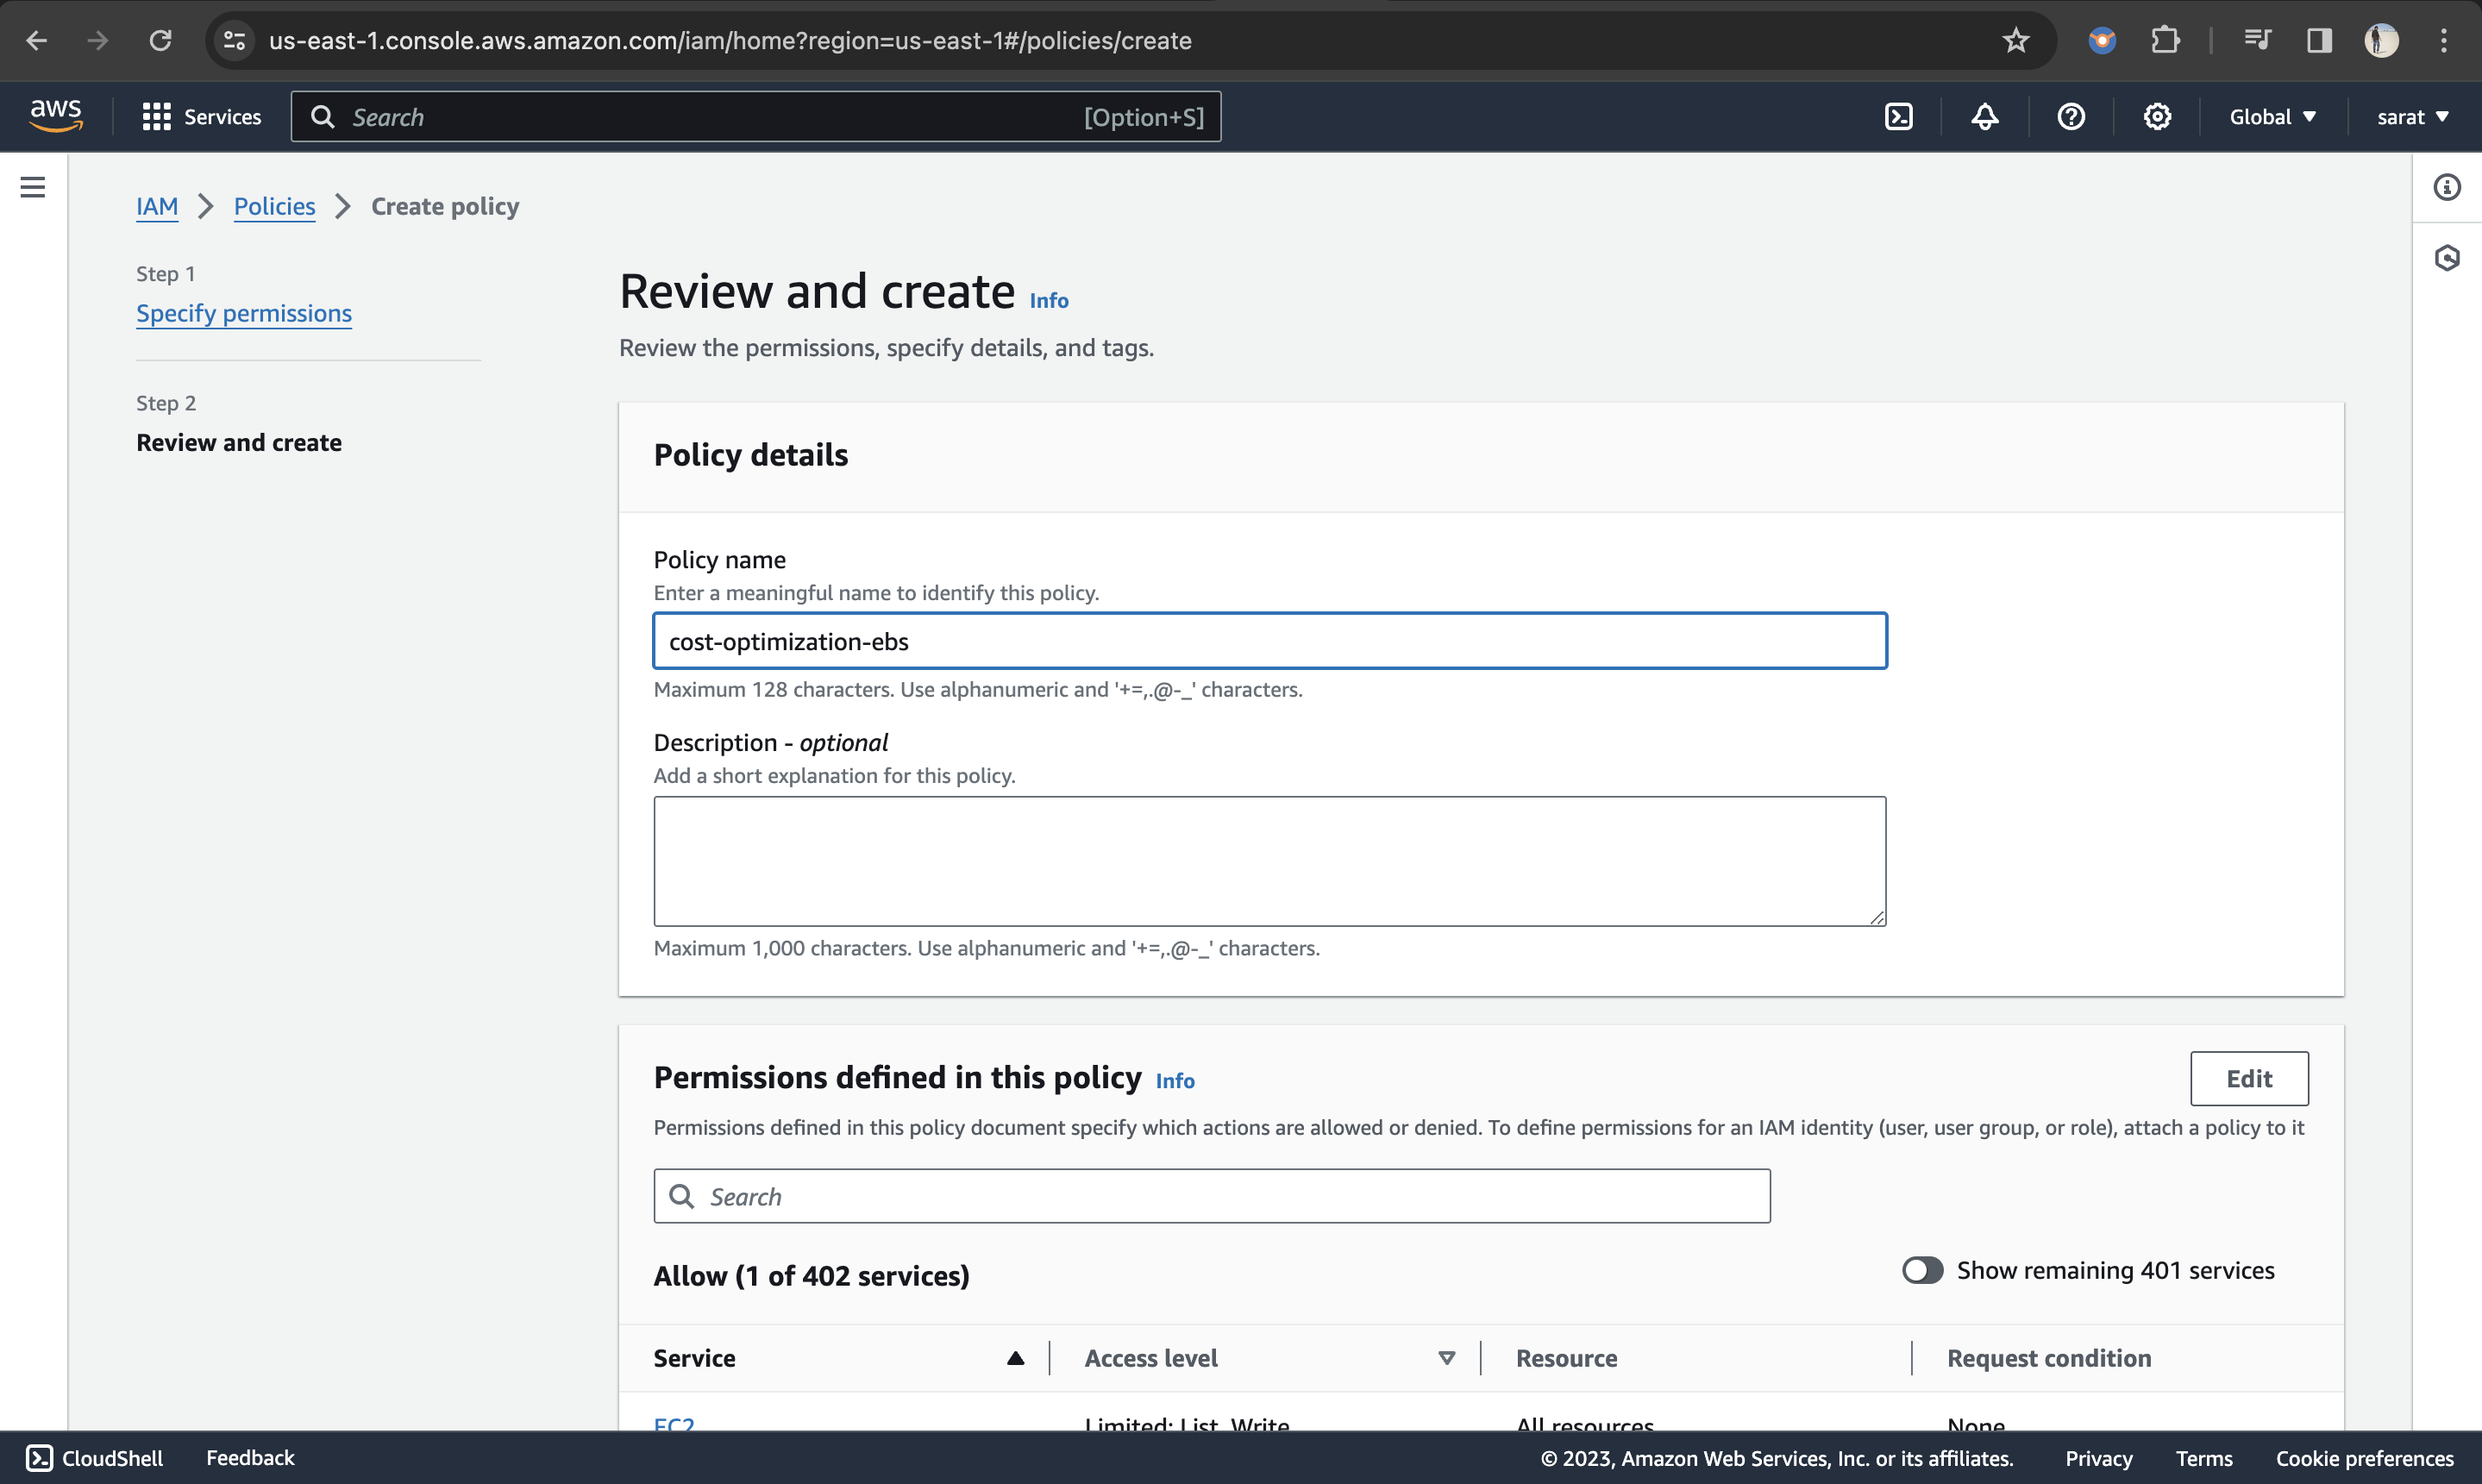 us-east-1.console.aws.amazon.com/iam/home?region=us-east-1#/policies/create
aws
Services
Search
[Option+S]
Global
sarat
IAM
Policies
Create policy
Step 1
Specify permissions
Step 2
Review and create
Review and create Info
Review the permissions, specify details, and tags.
Policy details
Policy name
Enter a meaningful name to identify this policy.
cost-optimization-ebs
Maximum 128 characters. Use alphanumeric and '+=,.@-_' characters.
Description - optional
Add a short explanation for this policy.
Maximum 1,000 characters. Use alphanumeric and '+=,.@-_' characters.
Permissions defined in this policy Info
Edit
Permissions defined in this policy document specify which actions are allowed or denied. To define permissions for an IAM identity (user, user group, or role), attach a policy to it
Search
Allow (1 of 402 services)
Show remaining 401 services
Service
Access level
Resource
Request condition
EC2
Limited: List, Write
All resources
None
CloudShell
Feedback
© 2023, Amazon Web Services, Inc. or its affiliates.
Privacy
Terms
Cookie preferences